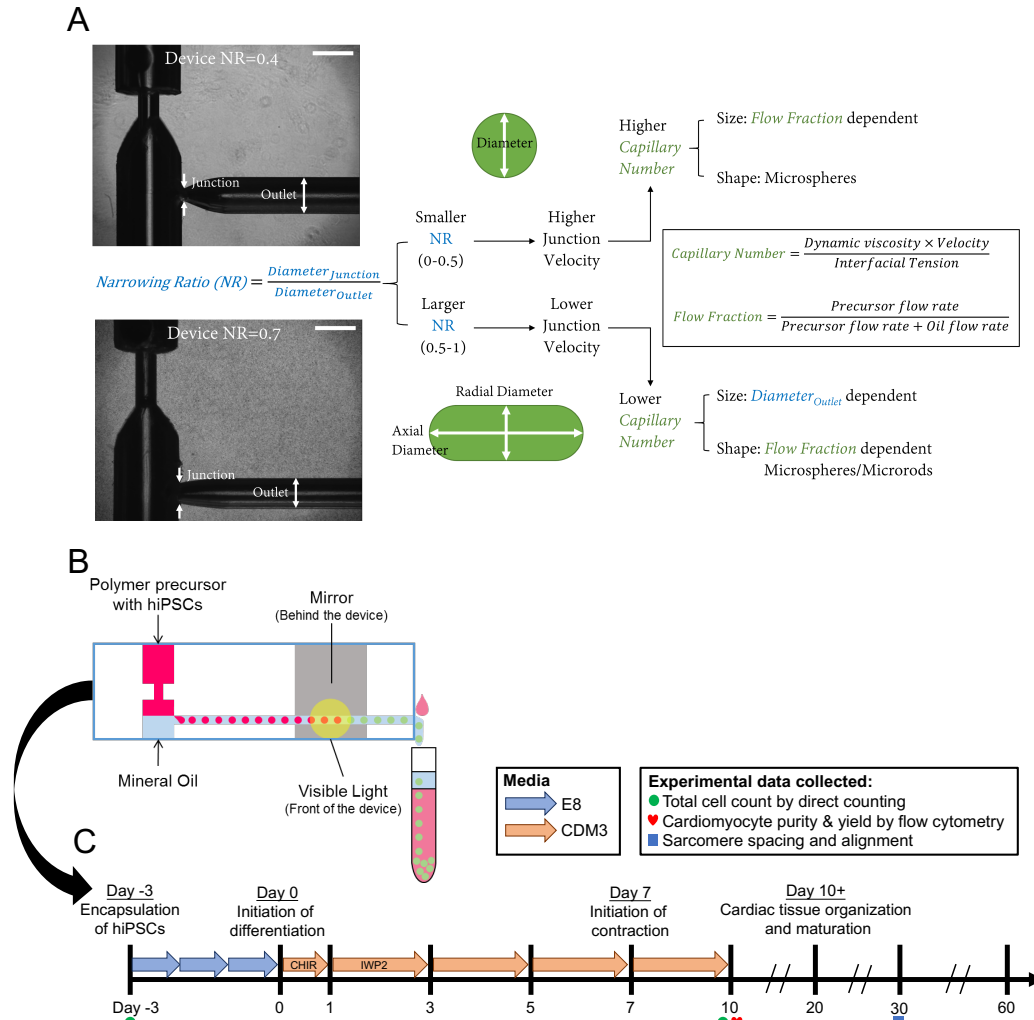 A
Device NR=0.4
Junction
Outlet
Narrowing Ratio (NR) = Diameter_Junction / Diameter_Outlet
Device NR=0.7
Junction
Outlet
Diameter
Smaller
NR
(0-0.5)
Higher
Junction
Velocity
Larger
NR
(0.5-1)
Lower
Junction
Velocity
Radial Diameter
Axial
Diameter
Higher
Capillary
Number
Size: Flow Fraction dependent
Shape: Microspheres
Capillary Number = Dynamic viscosity × Velocity / Interfacial Tension
Flow Fraction = Precursor flow rate / Precursor flow rate + Oil flow rate
Lower
Capillary
Number
Size: Diameter_Outlet dependent
Shape: Flow Fraction dependent
Microspheres/Microrods
B
Polymer precursor
with hiPSCs
Mirror
(Behind the device)
Mineral Oil
Visible Light
(Front of the device)
Media
E8
CDM3
Experimental data collected:
Total cell count by direct counting
Cardiomyocyte purity & yield by flow cytometry
Sarcomere spacing and alignment
C
Day -3
Encapsulation
of hiPSCs
Day 0
Initiation of
differentiation
Day 7
Initiation of
contraction
Day 10+
Cardiac tissue organization
and maturation
CHIR
IWP2
Day -3 0 1 3 5 7 10 20 30 60